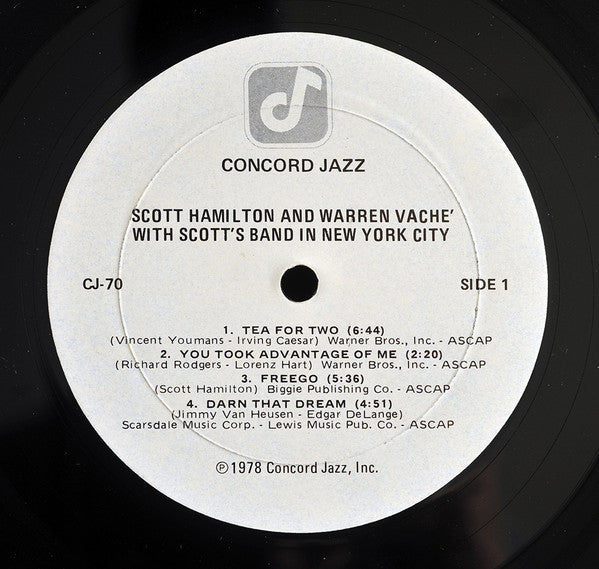 CONCORD JAZZ
SCOTT HAMILTON AND WARREN VACHE'
WITH SCOTT'S BAND IN NEW YORK CITY
CJ-70
SIDE 1
1. TEA FOR TWO (6:44)
(Vincent Youmans - Irving Caesar) Warner Bros., Inc. - ASCAP
2. YOU TOOK ADVANTAGE OF ME (2:20)
(Richard Rodgers - Lorenz Hart) Warner Bros., Inc. - ASCAP
3. FREEGO (5:36)
(Scott Hamilton) Biggie Publishing Co. - ASCAP
4. DARN THAT DREAM (4:51)
(Jimmy Van Heusen - Edgar DeLange)
Scarsdale Music Corp. - Lewis Music Pub. Co. - ASCAP
℗1978 Concord Jazz, Inc.